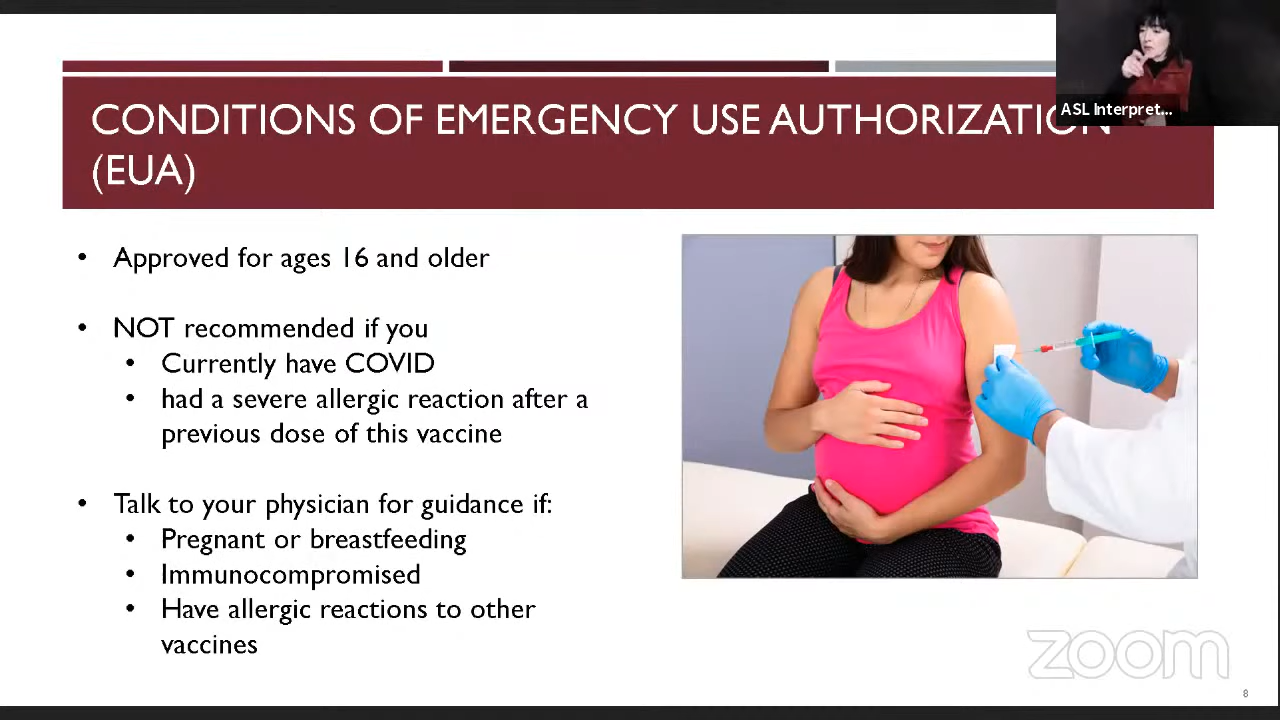 ASL Interpret...
CONDITIONS OF EMERGENCY USE AUTHORIZATION
(EUA)
• Approved for ages 16 and older
• NOT recommended if you
• Currently have COVID
• had a severe allergic reaction after a
previous dose of this vaccine
• Talk to your physician for guidance if:
• Pregnant or breastfeeding
• Immunocompromised
• Have allergic reactions to other
vaccines
zoom
8